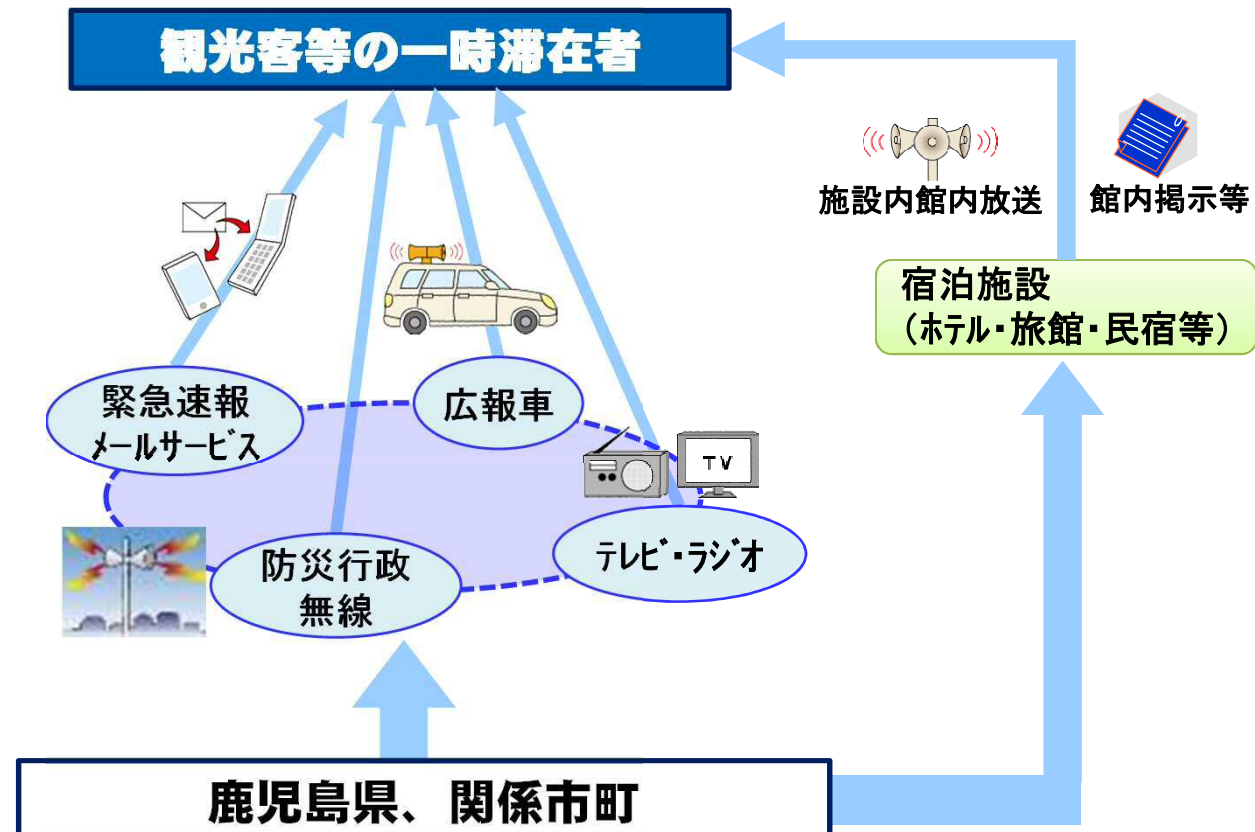 観光客等の一時滞在者
施設内館内放送
館内掲示等
宿泊施設
（ホテル・旅館・民宿等）
緊急速報
メールサービス
広報車
TV
テレビ・ラジオ
防災行政
無線
鹿児島県、関係市町